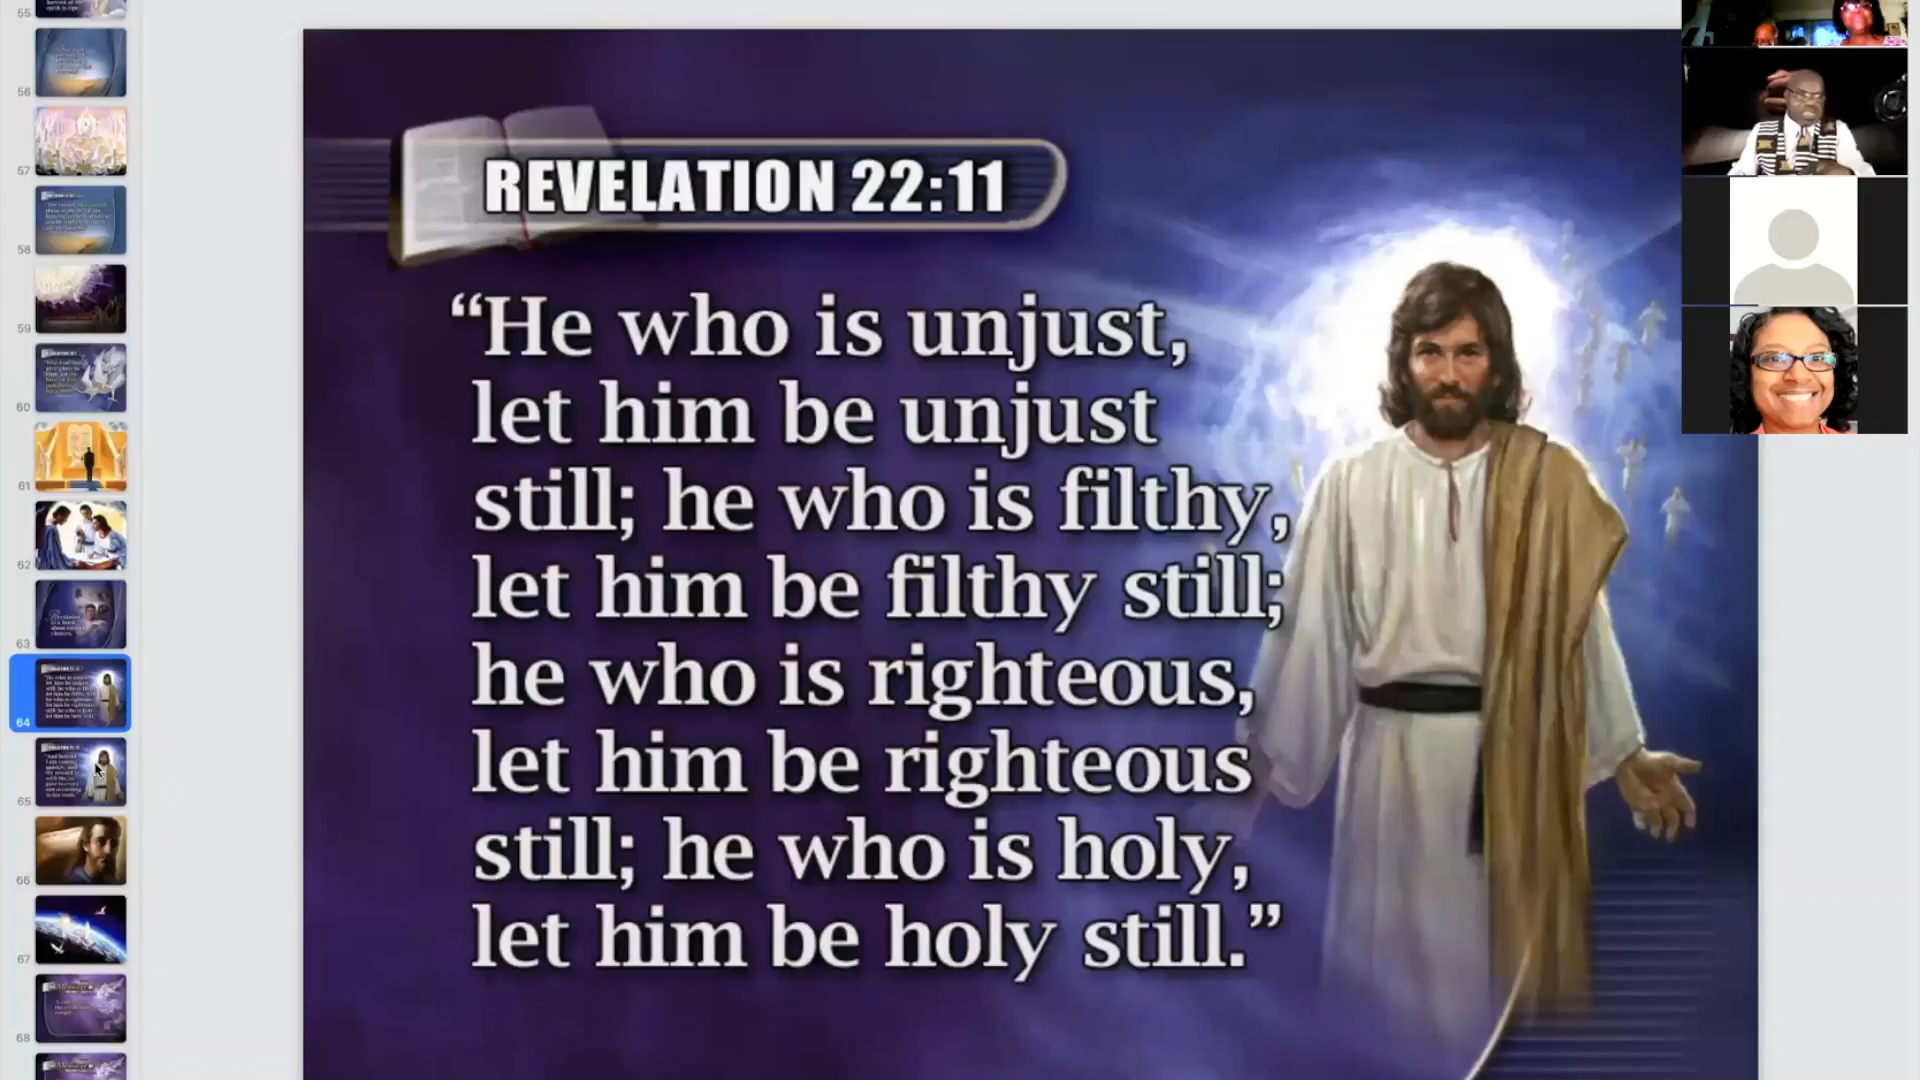 55
56
57
58
59
60
61
62
63
64
65
66
67
68
REVELATION 22:11
“He who is unjust,
let him be unjust
still; he who is filthy,
let him be filthy still;
he who is righteous,
let him be righteous
still; he who is holy,
let him be holy still.”